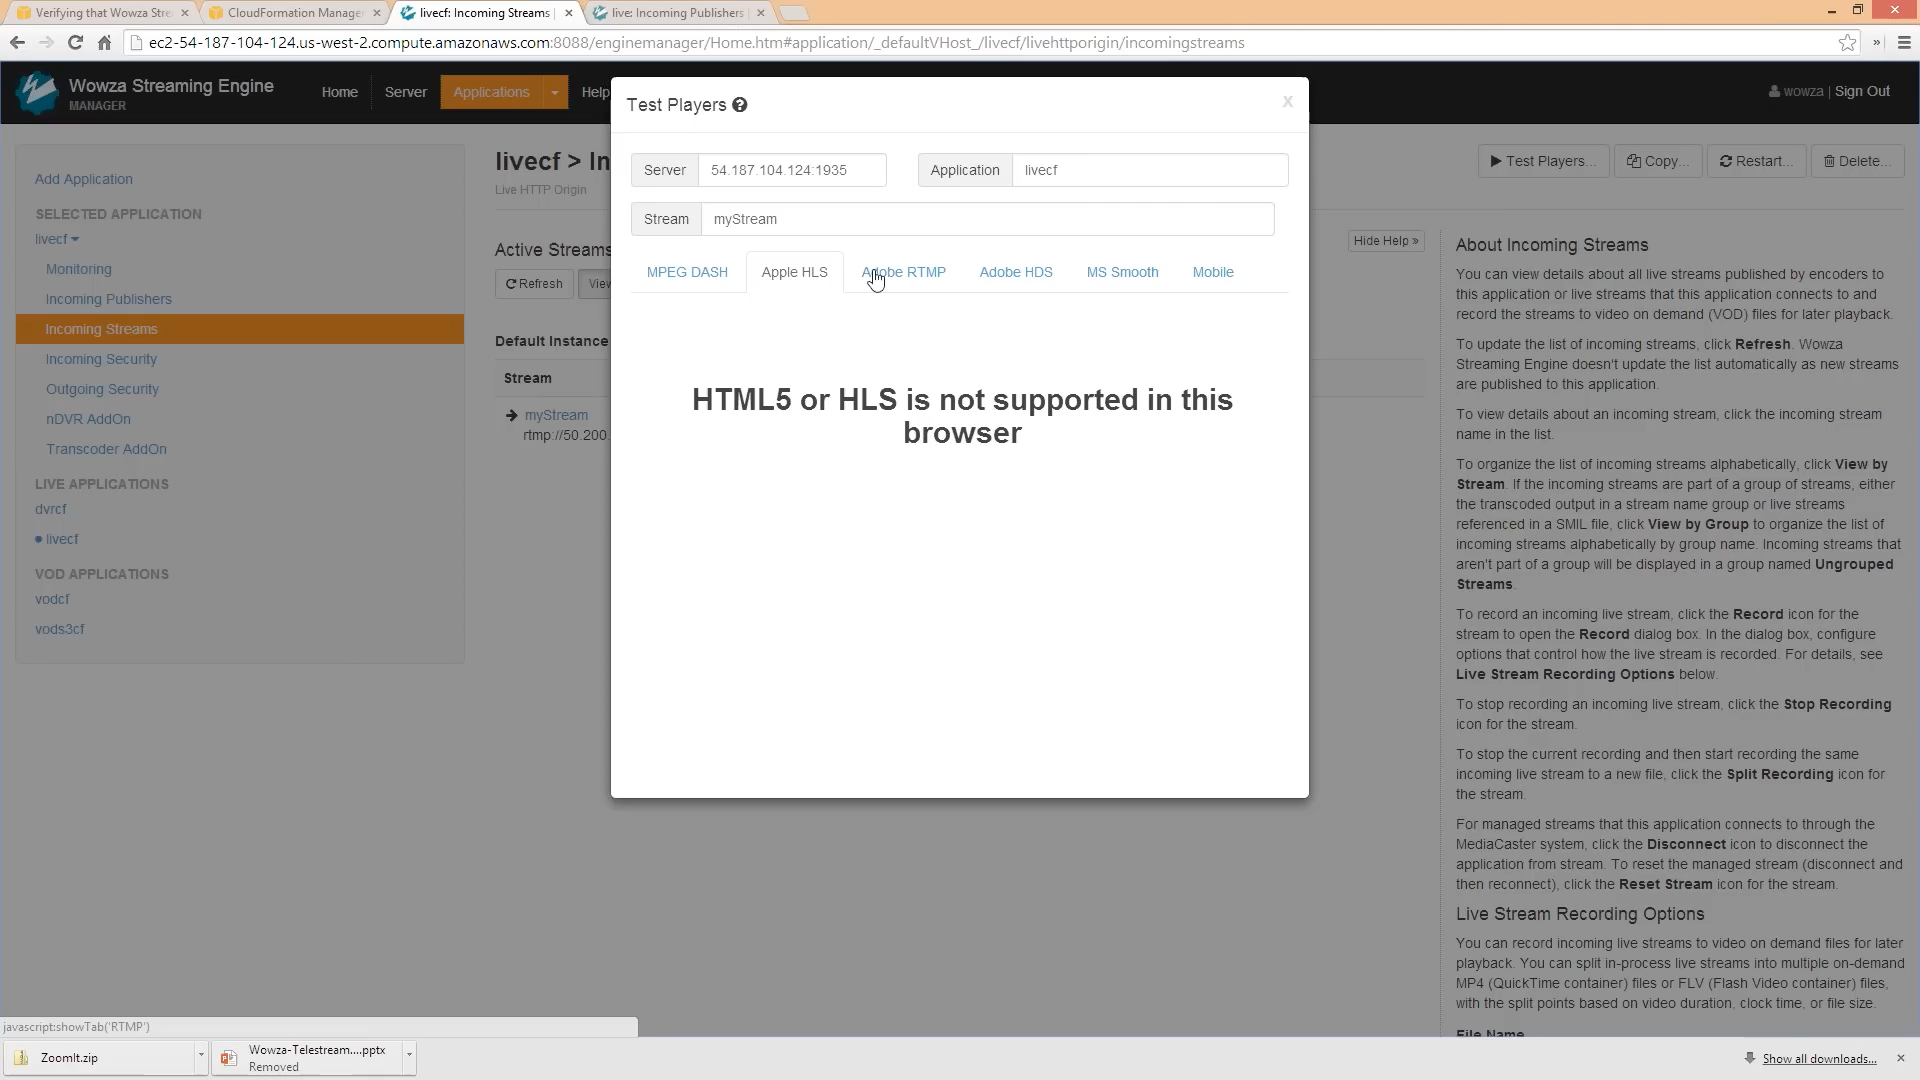 Verifying that Wowza Stre
CloudFormation Manage
livecf: Incoming Streams
live: Incoming Publishers
ec2-54-187-104-124.us-west-2.compute.amazonaws.com:8088/enginemanager/Home.htm#application/_defaultVHost_/livecf/livehttporigin/incomingstreams
Wowza Streaming Engine
MANAGER
Home
Server
Applications
Help
wowza | Sign Out
Test Players
x
Server 54.187.104.124:1935
Application livecf
Stream myStream
MPEG DASH
Apple HLS
Adobe RTMP
Adobe HDS
MS Smooth
Mobile
HTML5 or HLS is not supported in this
browser
Add Application
SELECTED APPLICATION
livecf
Monitoring
Incoming Publishers
Incoming Streams
Incoming Security
Outgoing Security
nDVR AddOn
Transcoder AddOn
LIVE APPLICATIONS
dvrcf
livecf
VOD APPLICATIONS
vodcf
vods3cf
livecf > In
Live HTTP Origin
Active Streams
Refresh
View
Default Instance
Stream
myStream
rtmp://50.200.
Test Players...
Copy...
Restart...
Delete...
Hide Help »
About Incoming Streams
You can view details about all live streams published by encoders to
this application or live streams that this application connects to and
record the streams to video on demand (VOD) files for later playback.
To update the list of incoming streams, click Refresh. Wowza
Streaming Engine doesn't update the list automatically as new streams
are published to this application.
To view details about an incoming stream, click the incoming stream
name in the list.
To organize the list of incoming streams alphabetically, click View by
Stream. If the incoming streams are part of a group of streams, either
the transcoded output in a stream name group or live streams
referenced in a SMIL file, click View by Group to organize the list of
incoming streams alphabetically by group name. Incoming streams that
aren't part of a group will be displayed in a group named Ungrouped
Streams.
To record an incoming live stream, click the Record icon for the
stream to open the Record dialog box. In the dialog box, configure
options that control how the live stream is recorded. For details, see
Live Stream Recording Options below.
To stop recording an incoming live stream, click the Stop Recording
icon for the stream.
To stop the current recording and then start recording the same
incoming live stream to a new file, click the Split Recording icon for
the stream.
For managed streams that this application connects to through the
MediaCaster system, click the Disconnect icon to disconnect the
application from stream. To reset the managed stream (disconnect and
then reconnect), click the Reset Stream icon for the stream.
Live Stream Recording Options
You can record incoming live streams to video on demand files for later
playback. You can split in-process live streams into multiple on-demand
MP4 (QuickTime container) files or FLV (Flash Video container) files,
with the split points based on video duration, clock time, or file size.
File Name
javascript:showTab('RTMP')
ZoomIt.zip
Wowza-Telestream....pptx
Removed
Show all downloads...